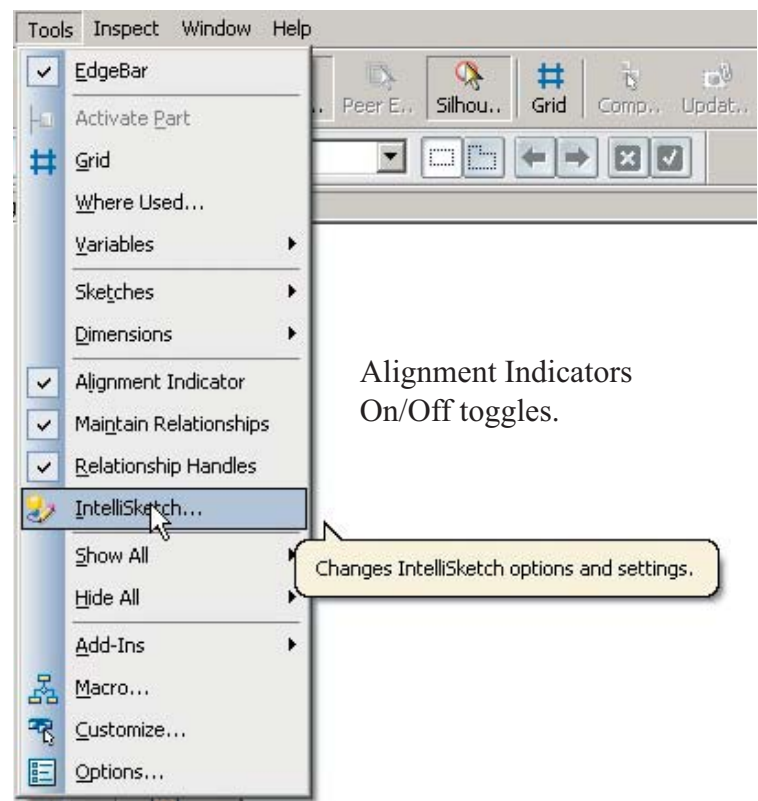 Tools Inspect Window Help
EdgeBar
Peer E.. Silhou.. Grid Comp.. Updat..
Activate Part
Grid
Where Used...
Variables
Sketches
Dimensions
Alignment Indicator
Alignment Indicators
On/Off toggles.
Maintain Relationships
Relationship Handles
IntelliSketch...
Show All
Changes IntelliSketch options and settings.
Hide All
Add-Ins
Macro...
Customize...
Options...